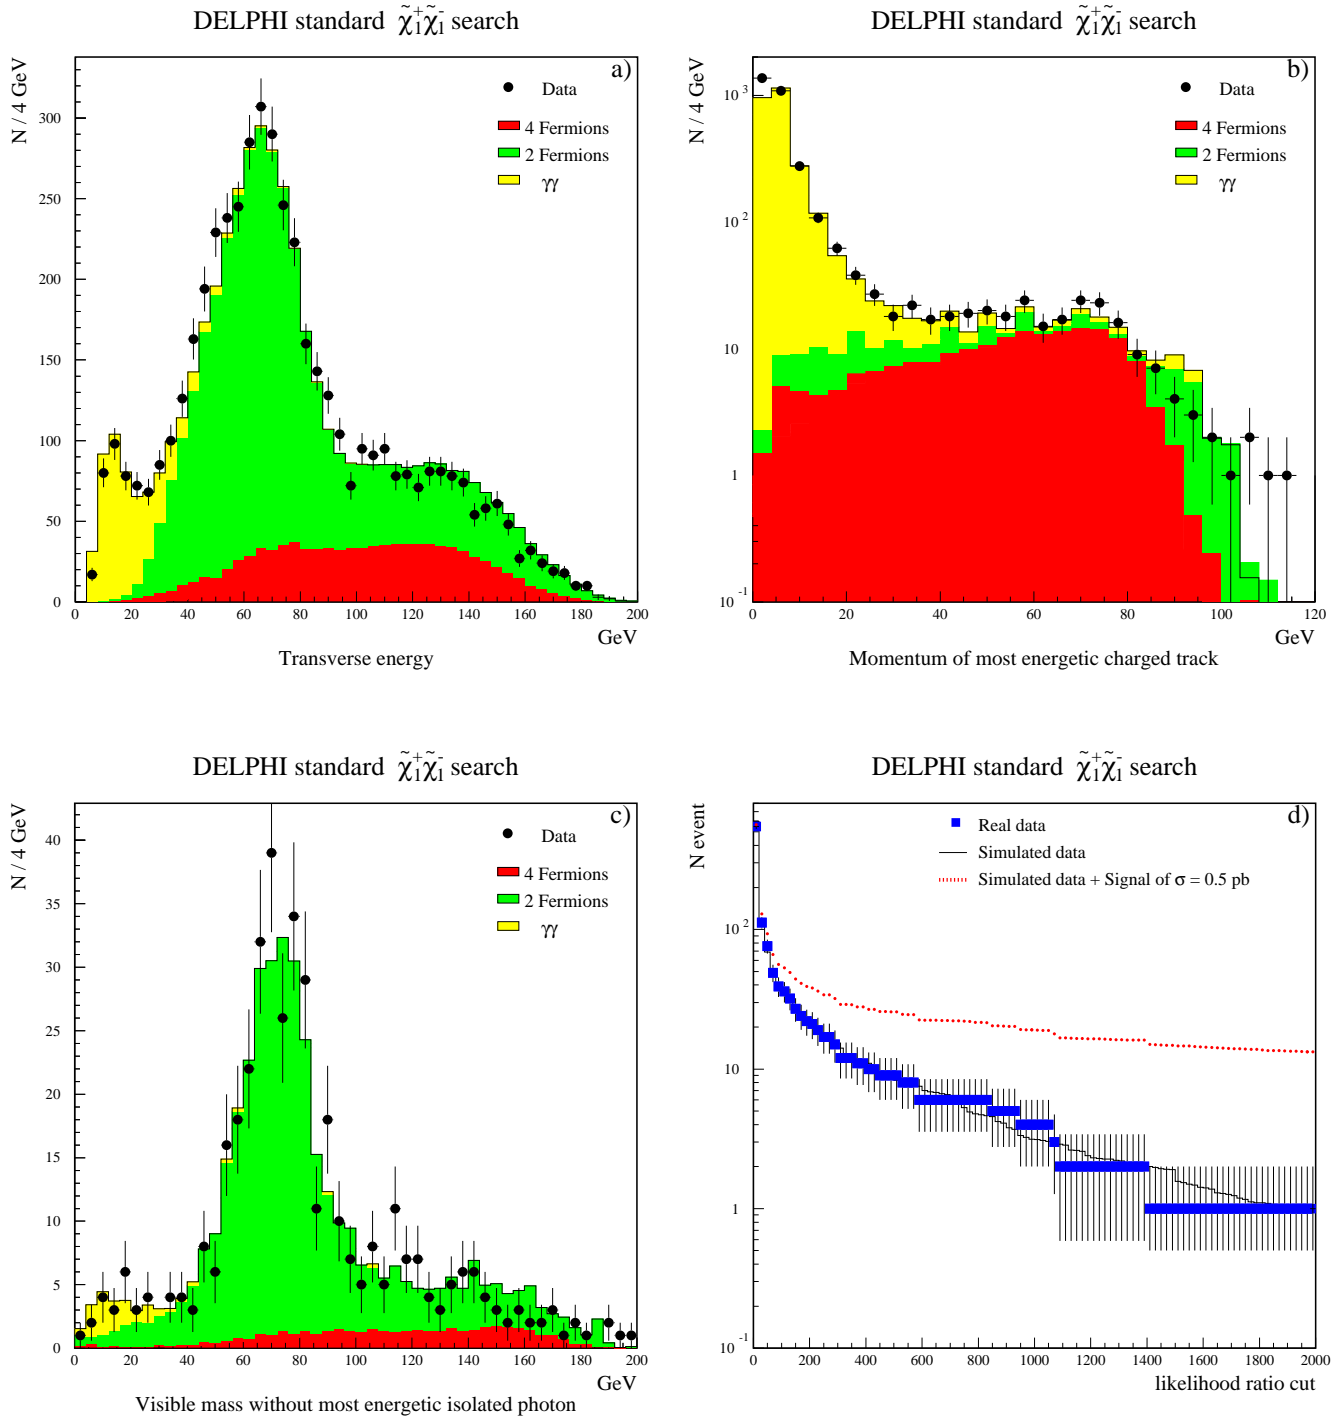 DELPHI standard χ̃₁⁺χ̃₁⁻ search
a)
N / 4 GeV
Data
4 Fermions
2 Fermions
γγ
300
250
200
150
100
50
0
0 20 40 60 80 100 120 140 160 180 200
GeV
Transverse energy
DELPHI standard χ̃₁⁺χ̃₁⁻ search
b)
N / 4 GeV
Data
4 Fermions
2 Fermions
γγ
10³
10²
10
1
10⁻¹
0 20 40 60 80 100 120
GeV
Momentum of most energetic charged track
DELPHI standard χ̃₁⁺χ̃₁⁻ search
c)
N / 4 GeV
Data
4 Fermions
2 Fermions
γγ
40
35
30
25
20
15
10
5
0
0 20 40 60 80 100 120 140 160 180 200
GeV
Visible mass without most energetic isolated photon
DELPHI standard χ̃₁⁺χ̃₁⁻ search
d)
N event
Real data
Simulated data
Simulated data + Signal of σ = 0.5 pb
10²
10
1
10⁻¹
0 200 400 600 800 1000 1200 1400 1600 1800 2000
likelihood ratio cut